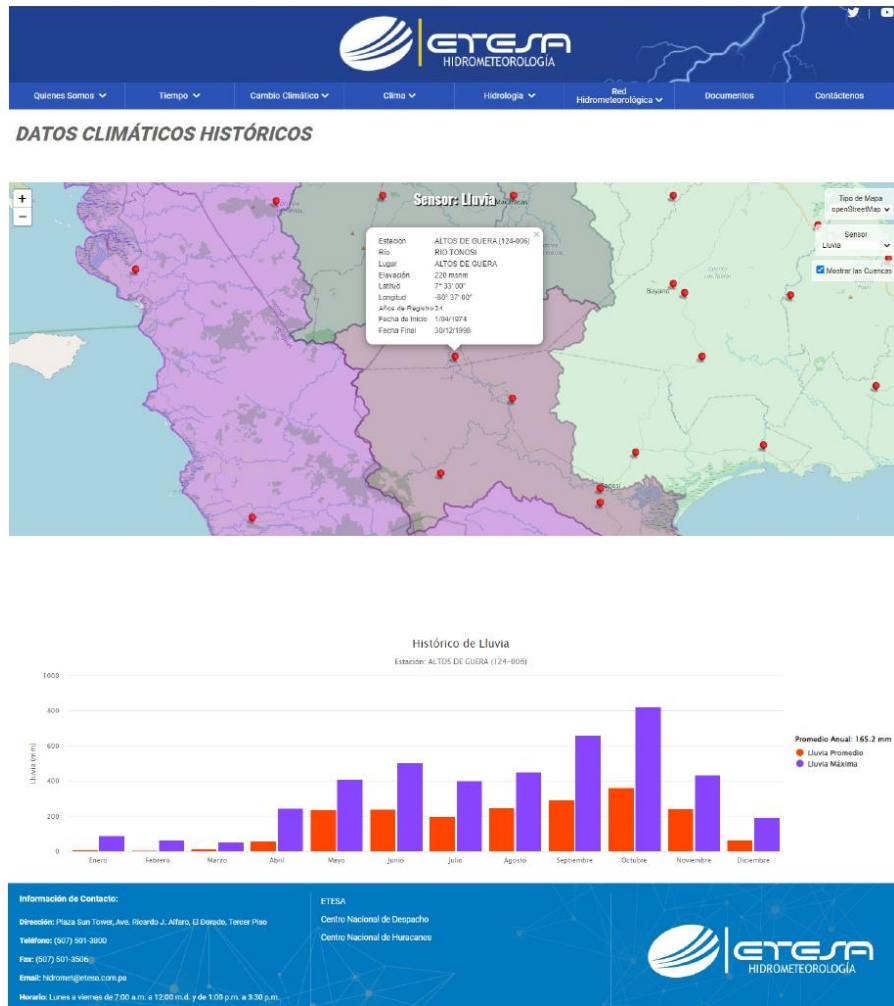 ETESA
HIDROMETEOROLOGÍA
Quienes Somos
Tiempo
Cambio Climático
Clima
Hidrología
Red Hidrometeorológica
Documentos
Contáctenos
DATOS CLIMÁTICOS HISTÓRICOS
+
−
Sensor: Lluvia
Macaracas
Tipo de Mapa
openStreetMap
Sensor
Lluvia
Mostrar las Cuencas
Estación ALTOS DE GUERA (124-006)
Río RIO TONOSI
Lugar ALTOS DE GUERA
Elevación 220 msnm
Latitud 7° 33' 00"
Longitud -80° 37' 00"
Años de Registro 24
Fecha de Inicio 1/04/1974
Fecha Final 30/12/1998
Bayano
Tonosí
Histórico de Lluvia
Estación: ALTOS DE GUERA (124-006)
Lluvia (mm)
1000
800
600
400
200
0
Enero
Febrero
Marzo
Abril
Mayo
Junio
Julio
Agosto
Septiembre
Octubre
Noviembre
Diciembre
Promedio Anual: 165.2 mm
Lluvia Promedio
Lluvia Máxima
Información de Contacto:
Dirección: Plaza Sun Tower, Ave. Ricardo J. Alfaro, El Dorado, Tercer Piso
Teléfono: (507) 501-3800
Fax: (507) 501-3506
Email: hidromet@etesa.com.pa
Horario: Lunes a viernes de 7:00 a.m. a 12:00 m.d. y de 1:00 p.m. a 3:30 p.m.
ETESA
Centro Nacional de Despacho
Centro Nacional de Huracanes
ETESA
HIDROMETEOROLOGÍA